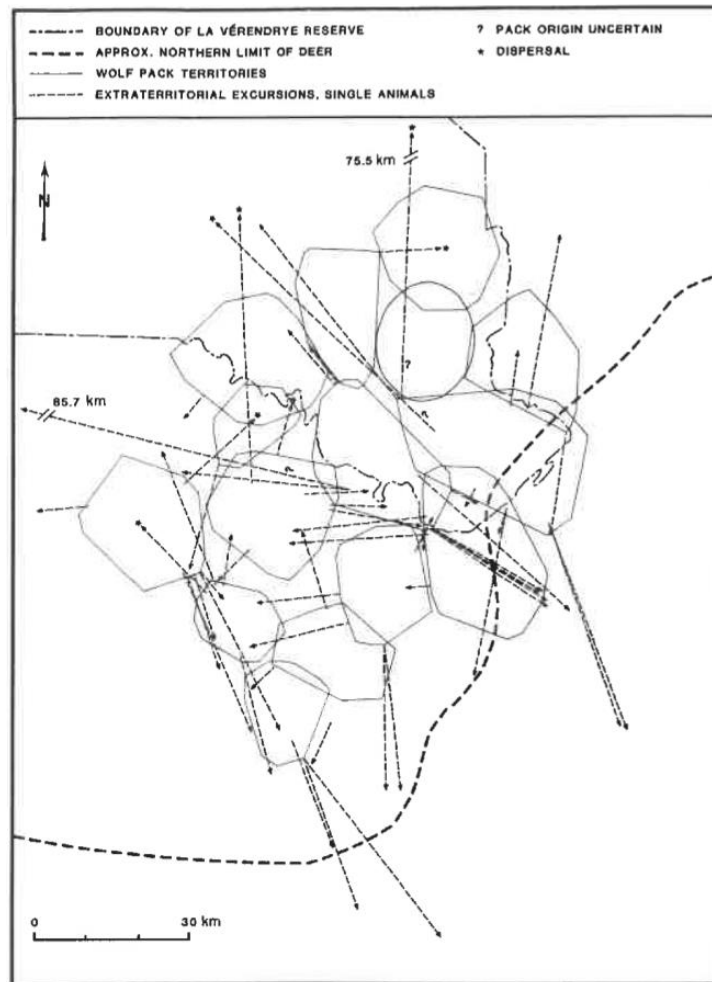 BOUNDARY OF LA VÉRENDRYE RESERVE
? PACK ORIGIN UNCERTAIN
APPROX. NORTHERN LIMIT OF DEER
* DISPERSAL
WOLF PACK TERRITORIES
EXTRATERRITORIAL EXCURSIONS, SINGLE ANIMALS
75.5 km
N
?
85.7 km
?
?
?
0 30 km